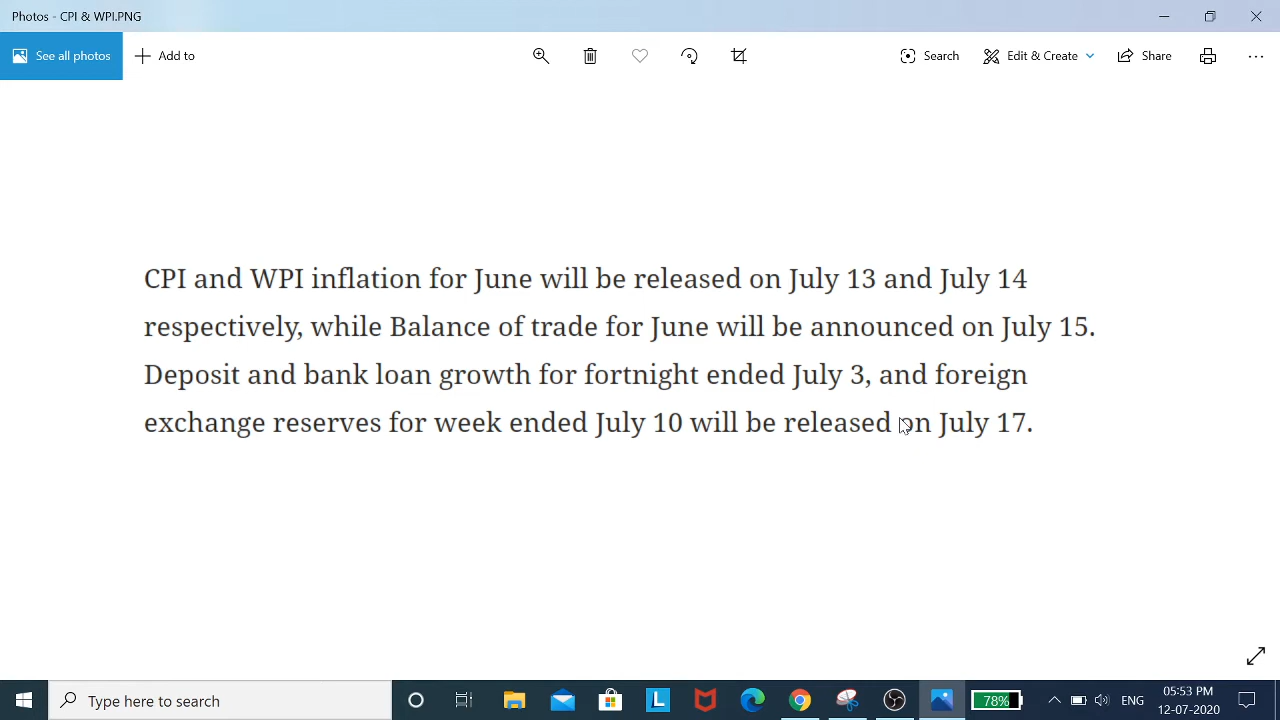 Photos - CPI & WPI.PNG
See all photos
Add to
Search
Edit & Create
Share
CPI and WPI inflation for June will be released on July 13 and July 14
respectively, while Balance of trade for June will be announced on July 15.
Deposit and bank loan growth for fortnight ended July 3, and foreign
exchange reserves for week ended July 10 will be released on July 17.
Type here to search
L
78%
ENG
05:53 PM
12-07-2020